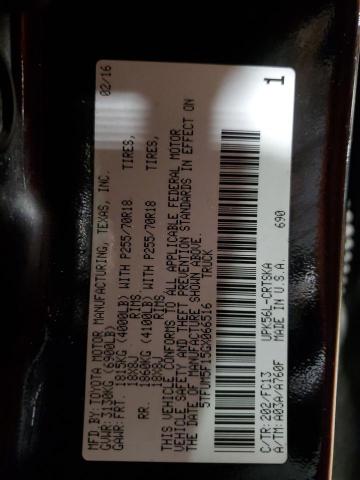 MFD. BY: TOYOTA MOTOR MANUFACTURING, TEXAS, INC. 02/16
GVWR: 3130KG (6900LB)
GAWR: FRT. 1815KG (4000LB) WITH P255/70R18 TIRES,
18X8J RIMS
RR. 1860KG (4100LB) WITH P255/70R18 TIRES,
18X8J RIMS
THIS VEHICLE CONFORMS TO ALL APPLICABLE FEDERAL MOTOR
VEHICLE SAFETY AND THEFT PREVENTION STANDARDS IN EFFECT ON
THE DATE OF MANUFACTURE SHOWN ABOVE.
5TFUM5F15GX066516 TRUCK
UPK56L-CRTSKA 1
C/TR: 202/FC13
A/TM: A03A/A760F MADE IN U.S.A. 690